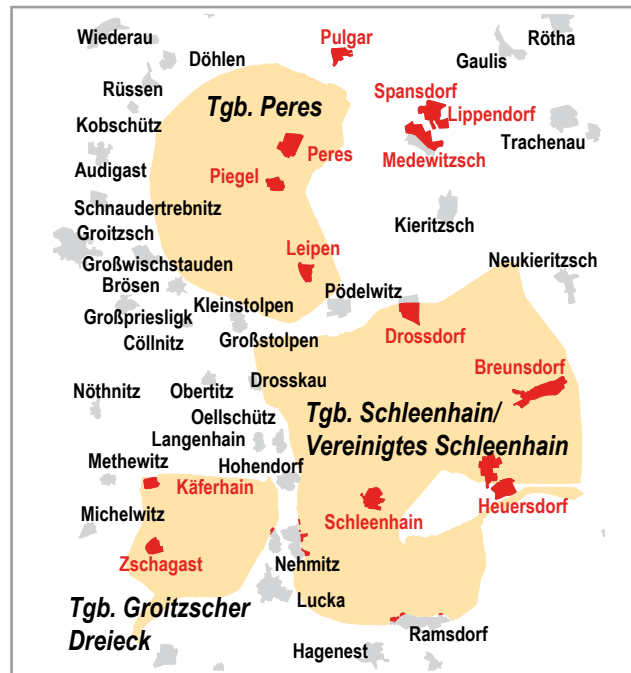 Wiederau
Pulgar
Rötha
Döhlen
Gaulis
Rüssen
Spansdorf
Tgb. Peres
Lippendorf
Kobschütz
Trachenau
Peres
Medewitzsch
Audigast
Piegel
Schnaudertrebnitz
Kieritzsch
Groitzsch
Leipen
Neukieritzsch
Großwischstauden
Brösen
Pödelwitz
Kleinstolpen
Großpriesligk
Drossdorf
Cöllnitz
Großstolpen
Breunsdorf
Drosskau
Nöthnitz
Obertitz
Oellschütz
Tgb. Schleenhain/
Vereinigtes Schleenhain
Langenhain
Methewitz
Hohendorf
Käferhain
Heuersdorf
Michelwitz
Schleenhain
Zschagast
Nehmitz
Lucka
Tgb. Groitzscher
Dreieck
Ramsdorf
Hagenest